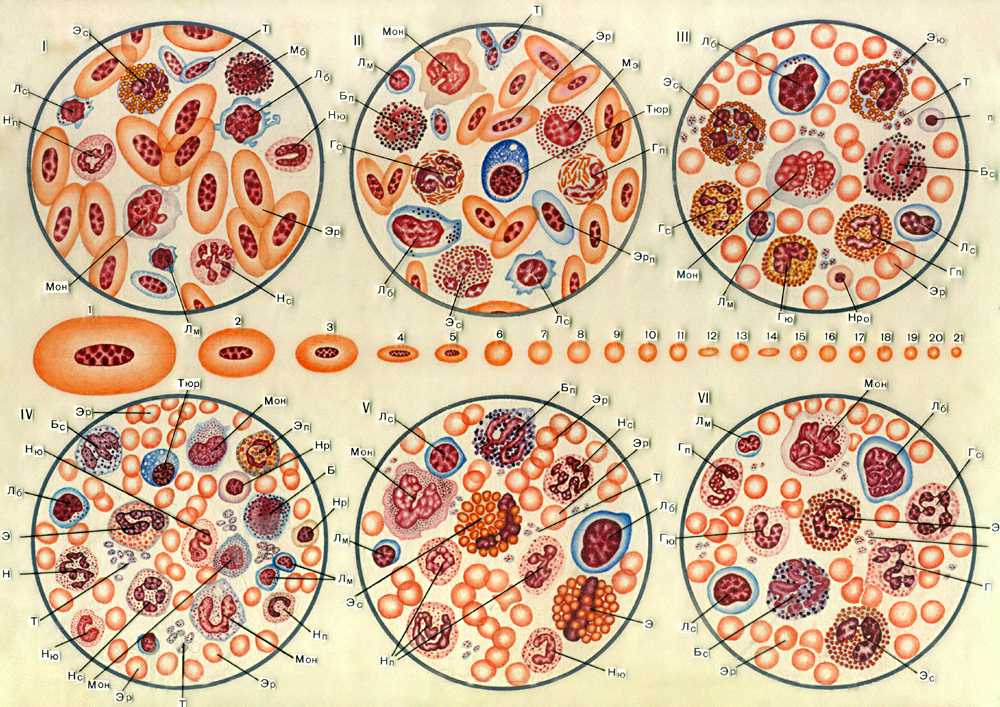 I
Эс
Т
Мб
Лб
Лс
Нп
Ню
Эр
Мон
Лм
Нс
II
Мон
Т
Эр
Лм
Мэ
Бп
Тюр
Гс
Гп
Эрп
Лб
Эс
Лс
III
Лб
Эю
Эс
Т
п
Бс
Гс
Лс
Мон
Гп
Лм
Эр
Гю
Нро
1 2 3 4 5 6 7 8 9 10 11 12 13 14 15 16 17 18 19 20 21
IV
Тюр
Эр
Мон
Бс
Эп
Ню
Нр
Б
Лб
Нр
Э
Н
Лм
Т
Нп
Ню
Нс
Мон
Мон
Эр
Эр
Т
V
Бп
Эр
Лс
Нс
Мон
Эр
Т
Лб
Лм
Эс
Э
Нп
Ню
VI
Мон
Лм
Лб
Гп
Гс
Э
Гю
П
Лс
Бс
Эр
Эс